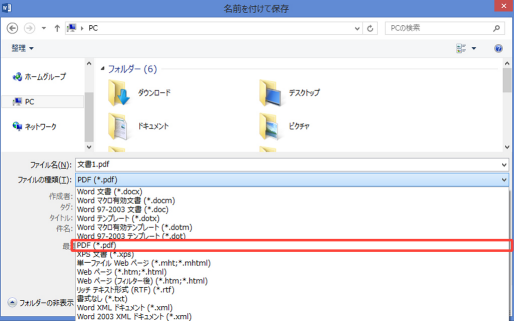 名前を付けて保存
PC
PCの検索
整理
ホームグループ
PC
ネットワーク
フォルダー (6)
ダウンロード
デスクトップ
ドキュメント
ピクチャ
ファイル名(N):
文書1.pdf
ファイルの種類(T):
PDF (*.pdf)
作成者:
タグ:
タイトル:
件名:
Word 文書 (*.docx)
Word マクロ有効文書 (*.docm)
Word 97-2003 文書 (*.doc)
Word テンプレート (*.dotx)
Word マクロ有効テンプレート (*.dotm)
Word 97-2003 テンプレート (*.dot)
PDF (*.pdf)
XPS 文書 (*.xps)
単一ファイル Web ページ (*.mht;*.mhtml)
Web ページ (*.htm;*.html)
Web ページ (フィルター後) (*.htm;*.html)
リッチ テキスト形式 (RTF) (*.rtf)
書式なし (*.txt)
Word XML ドキュメント (*.xml)
Word 2003 XML ドキュメント (*.xml)
フォルダーの非表示